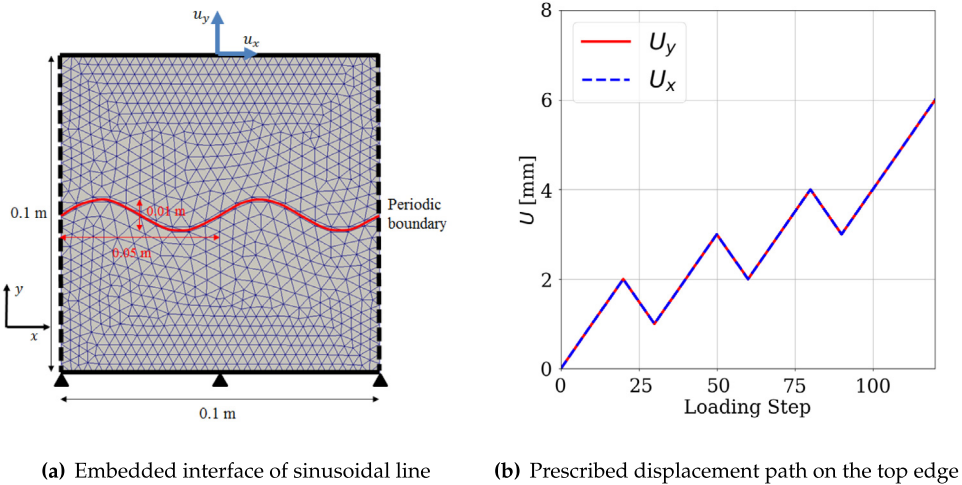 u_y
u_x
0.1 m
0.01 m
0.05 m
Periodic
boundary
y
x
0.1 m
8
6
4
2
0
U [mm]
U_y
U_x
0
25
50
75
100
Loading Step
(a) Embedded interface of sinusoidal line
(b) Prescribed displacement path on the top edge